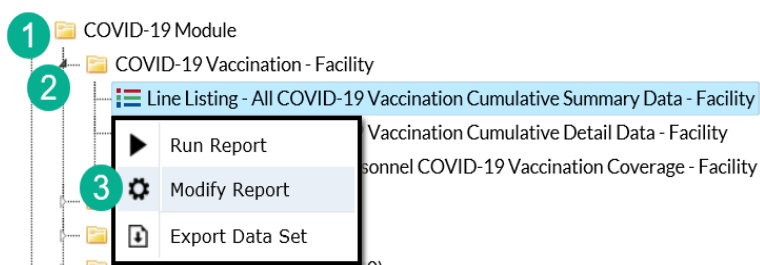 1 COVID-19 Module
COVID-19 Vaccination - Facility
2
Line Listing - All COVID-19 Vaccination Cumulative Summary Data - Facility
Run Report
Vaccination Cumulative Detail Data - Facility
sonnel COVID-19 Vaccination Coverage - Facility
3 Modify Report
Export Data Set